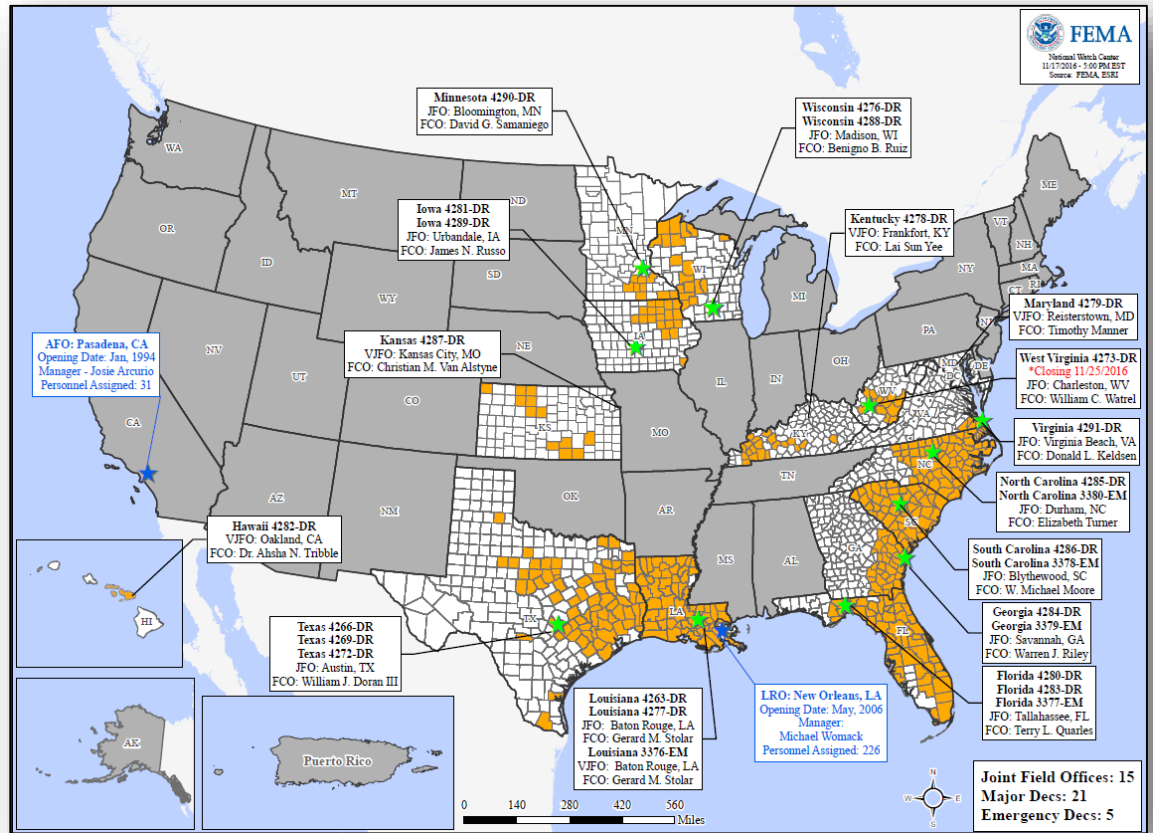 FEMA
National Watch Center
11/17/2016 - 5:00 PM EST
Source: FEMA, ESRI
Minnesota 4290-DR
JFO: Bloomington, MN
FCO: David G. Samaniego
Wisconsin 4276-DR
Wisconsin 4288-DR
JFO: Madison, WI
FCO: Benigno B. Ruiz
Iowa 4281-DR
Iowa 4289-DR
JFO: Urbandale, IA
FCO: James N. Russo
Kentucky 4278-DR
VJFO: Frankfort, KY
FCO: Lai Sun Yee
Maryland 4279-DR
VJFO: Reisterstown, MD
FCO: Timothy Manner
AFO: Pasadena, CA
Opening Date: Jan, 1994
Manager - Josie Arcurio
Personnel Assigned: 31
Kansas 4287-DR
VJFO: Kansas City, MO
FCO: Christian M. Van Alstyne
West Virginia 4273-DR
*Closing 11/25/2016
JFO: Charleston, WV
FCO: William C. Watrel
Virginia 4291-DR
JFO: Virginia Beach, VA
FCO: Donald L. Keldsen
North Carolina 4285-DR
North Carolina 3380-EM
JFO: Durham, NC
FCO: Elizabeth Turner
Hawaii 4282-DR
VJFO: Oakland, CA
FCO: Dr. Ahsha N. Tribble
South Carolina 4286-DR
South Carolina 3378-EM
JFO: Blythewood, SC
FCO: W. Michael Moore
Georgia 4284-DR
Georgia 3379-EM
JFO: Savannah, GA
FCO: Warren J. Riley
Texas 4266-DR
Texas 4269-DR
Texas 4272-DR
JFO: Austin, TX
FCO: William J. Doran III
Florida 4280-DR
Florida 4283-DR
Florida 3377-EM
JFO: Tallahassee, FL
FCO: Terry L. Quarles
Louisiana 4263-DR
Louisiana 4277-DR
JFO: Baton Rouge, LA
FCO: Gerard M. Stolar
Louisiana 3376-EM
VJFO: Baton Rouge, LA
FCO: Gerard M. Stolar
LRO: New Orleans, LA
Opening Date: May, 2006
Manager:
Michael Womack
Personnel Assigned: 226
WA
MT
ND
MN
ME
OR
ID
SD
WI
VT
NH
NY
MA
RI
CT
WY
MI
PA
NJ
NV
NE
IA
OH
MD
DE
DC
UT
IL
IN
WV
CA
CO
KS
MO
KY
VA
AZ
NM
OK
TN
NC
AR
SC
MS
AL
GA
TX
LA
FL
HI
AK
Puerto Rico
0 140 280 420 560
Miles
N
W E
S
Joint Field Offices: 15
Major Decs: 21
Emergency Decs: 5